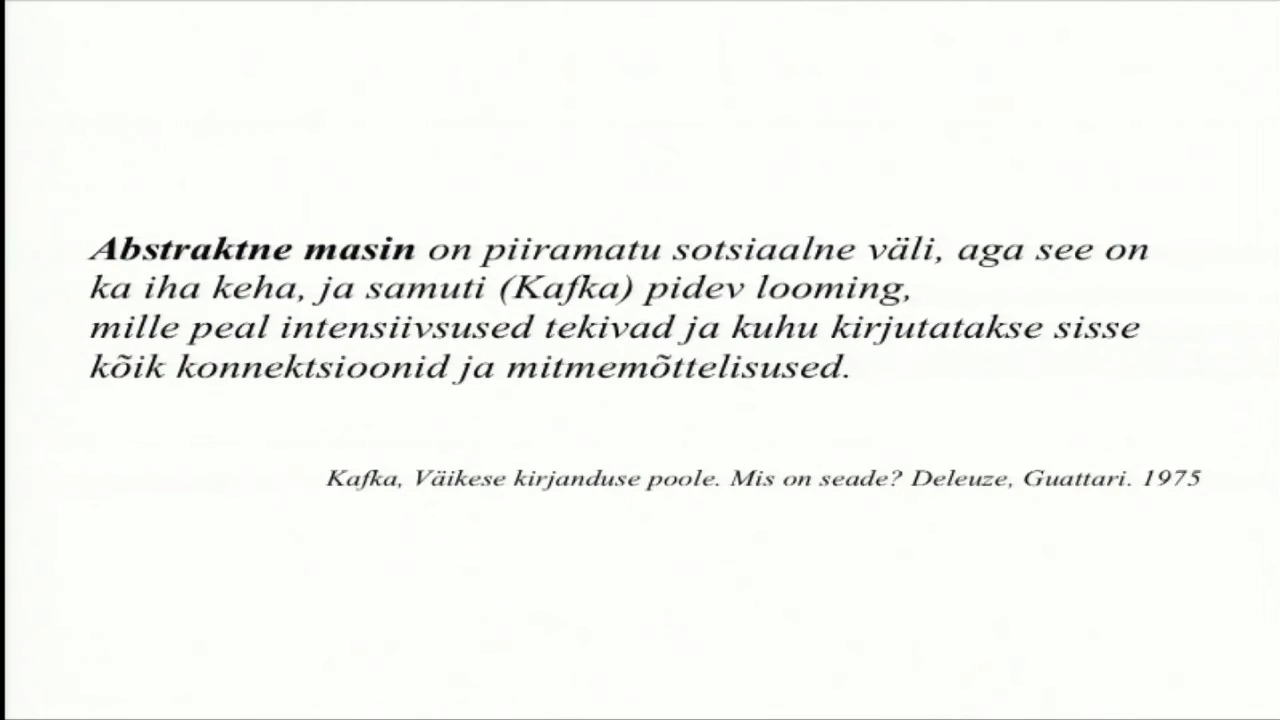 Abstraktne masin on piiramatu sotsiaalne väli, aga see on
ka iha keha, ja samuti (Kafka) pidev looming,
mille peal intensiivsused tekivad ja kuhu kirjutatakse sisse
kõik konnektsioonid ja mitmemõttelisused.
Kafka, Väikese kirjanduse poole. Mis on seade? Deleuze, Guattari. 1975